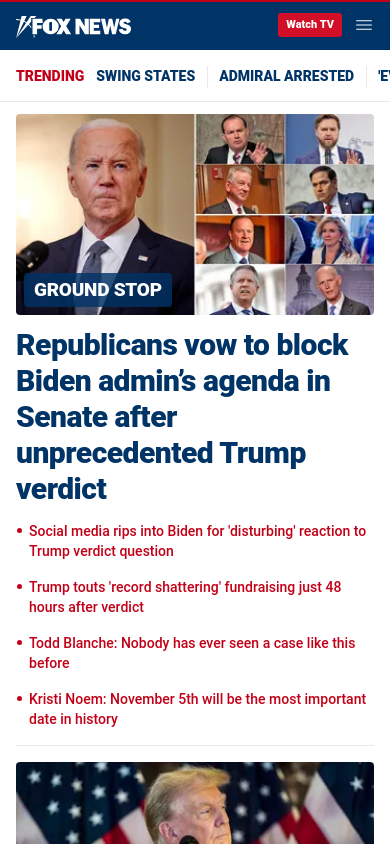 FOX NEWS
Watch TV
TRENDING SWING STATES ADMIRAL ARRESTED
GROUND STOP
Republicans vow to block
Biden admin’s agenda in
Senate after
unprecedented Trump
verdict
• Social media rips into Biden for 'disturbing' reaction to
Trump verdict question
• Trump touts 'record shattering' fundraising just 48
hours after verdict
• Todd Blanche: Nobody has ever seen a case like this
before
• Kristi Noem: November 5th will be the most important
date in history